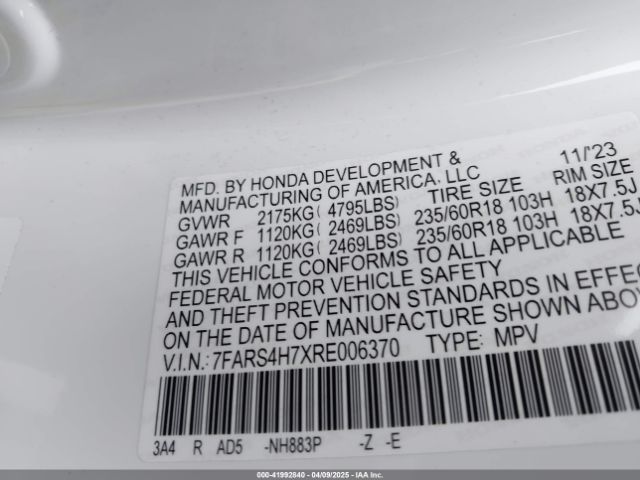 MFD. BY HONDA DEVELOPMENT & 11/'23
MANUFACTURING OF AMERICA, LLC
GVWR 2175KG( 4795LBS) TIRE SIZE RIM SIZE
GAWR F 1120KG( 2469LBS) 235/60R18 103H 18X7.5J
GAWR R 1120KG( 2469LBS) 235/60R18 103H 18X7.5J
THIS VEHICLE CONFORMS TO ALL APPLICABLE
FEDERAL MOTOR VEHICLE SAFETY
AND THEFT PREVENTION STANDARDS IN EFFEC
ON THE DATE OF MANUFACTURE SHOWN ABOV
V.I.N.: 7FARS4H7XRE006370 TYPE: MPV
3A4 R AD5 -NH883P -Z -E
000-41992840 - 04/09/2025 - IAA Inc.